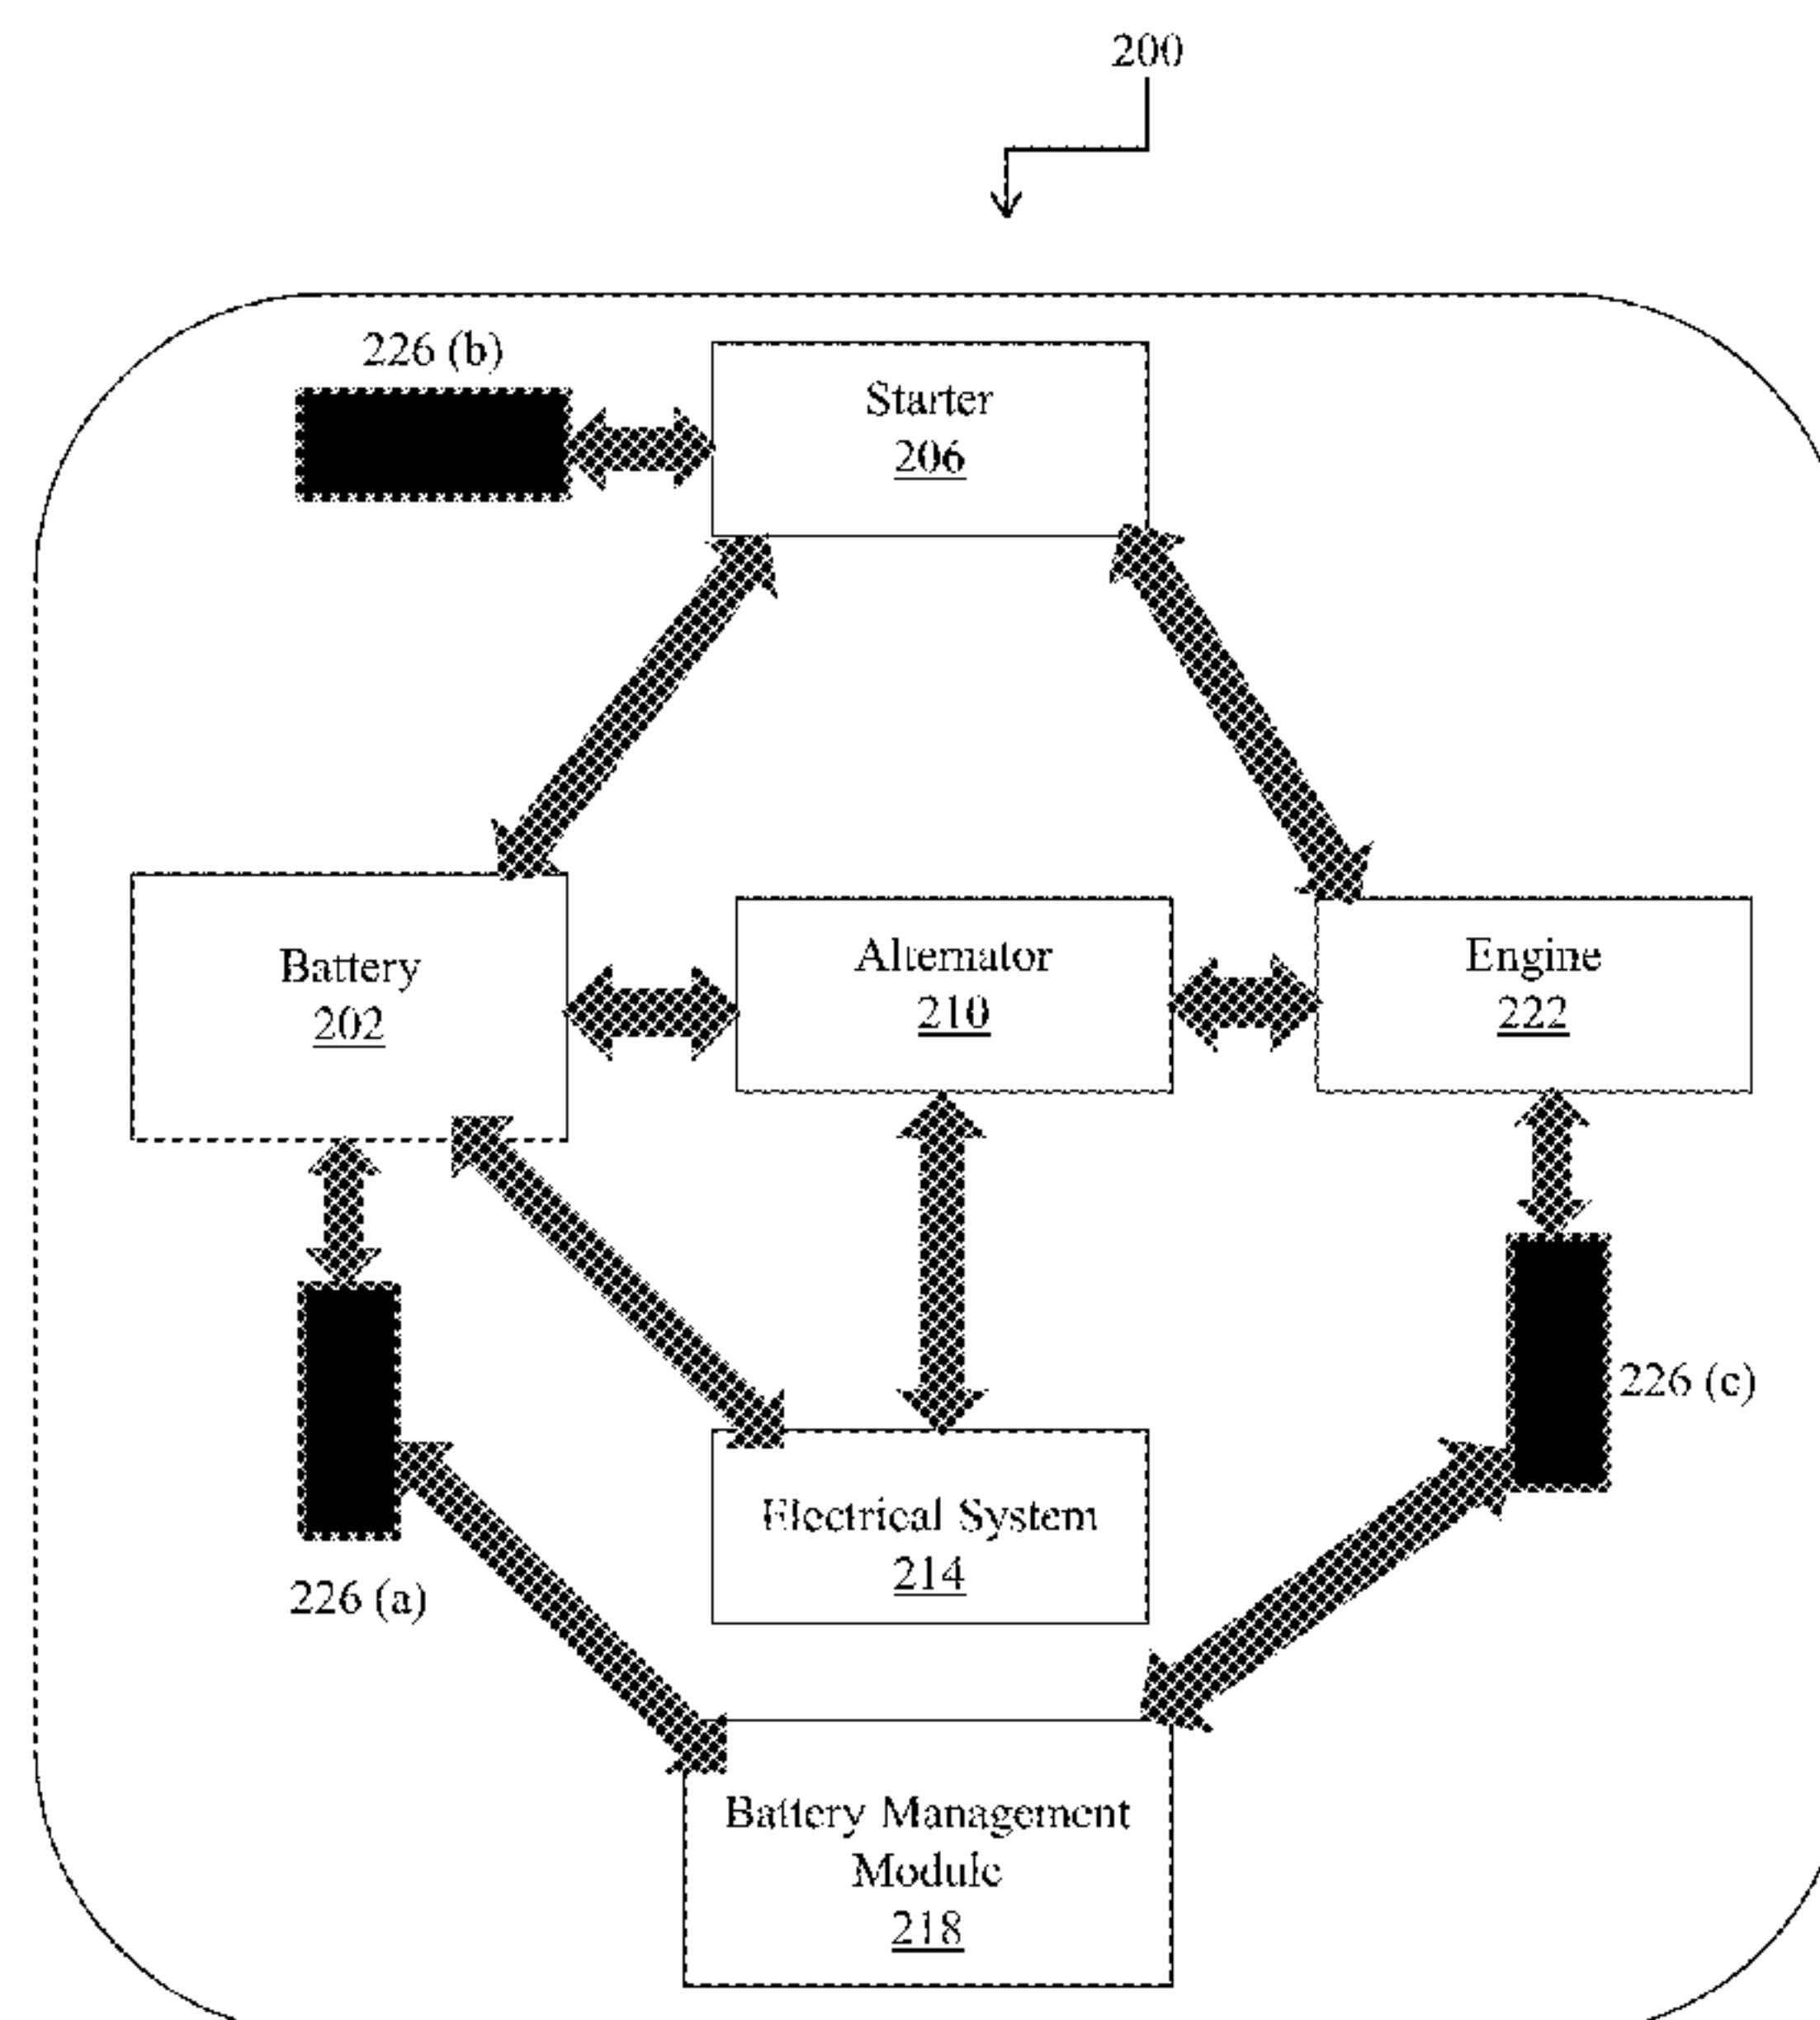 200
226 (b)
Starter
206
Battery
202
Alternator
210
Engine
222
226 (c)
Electrical System
214
226 (a)
Battery Management
Module
218